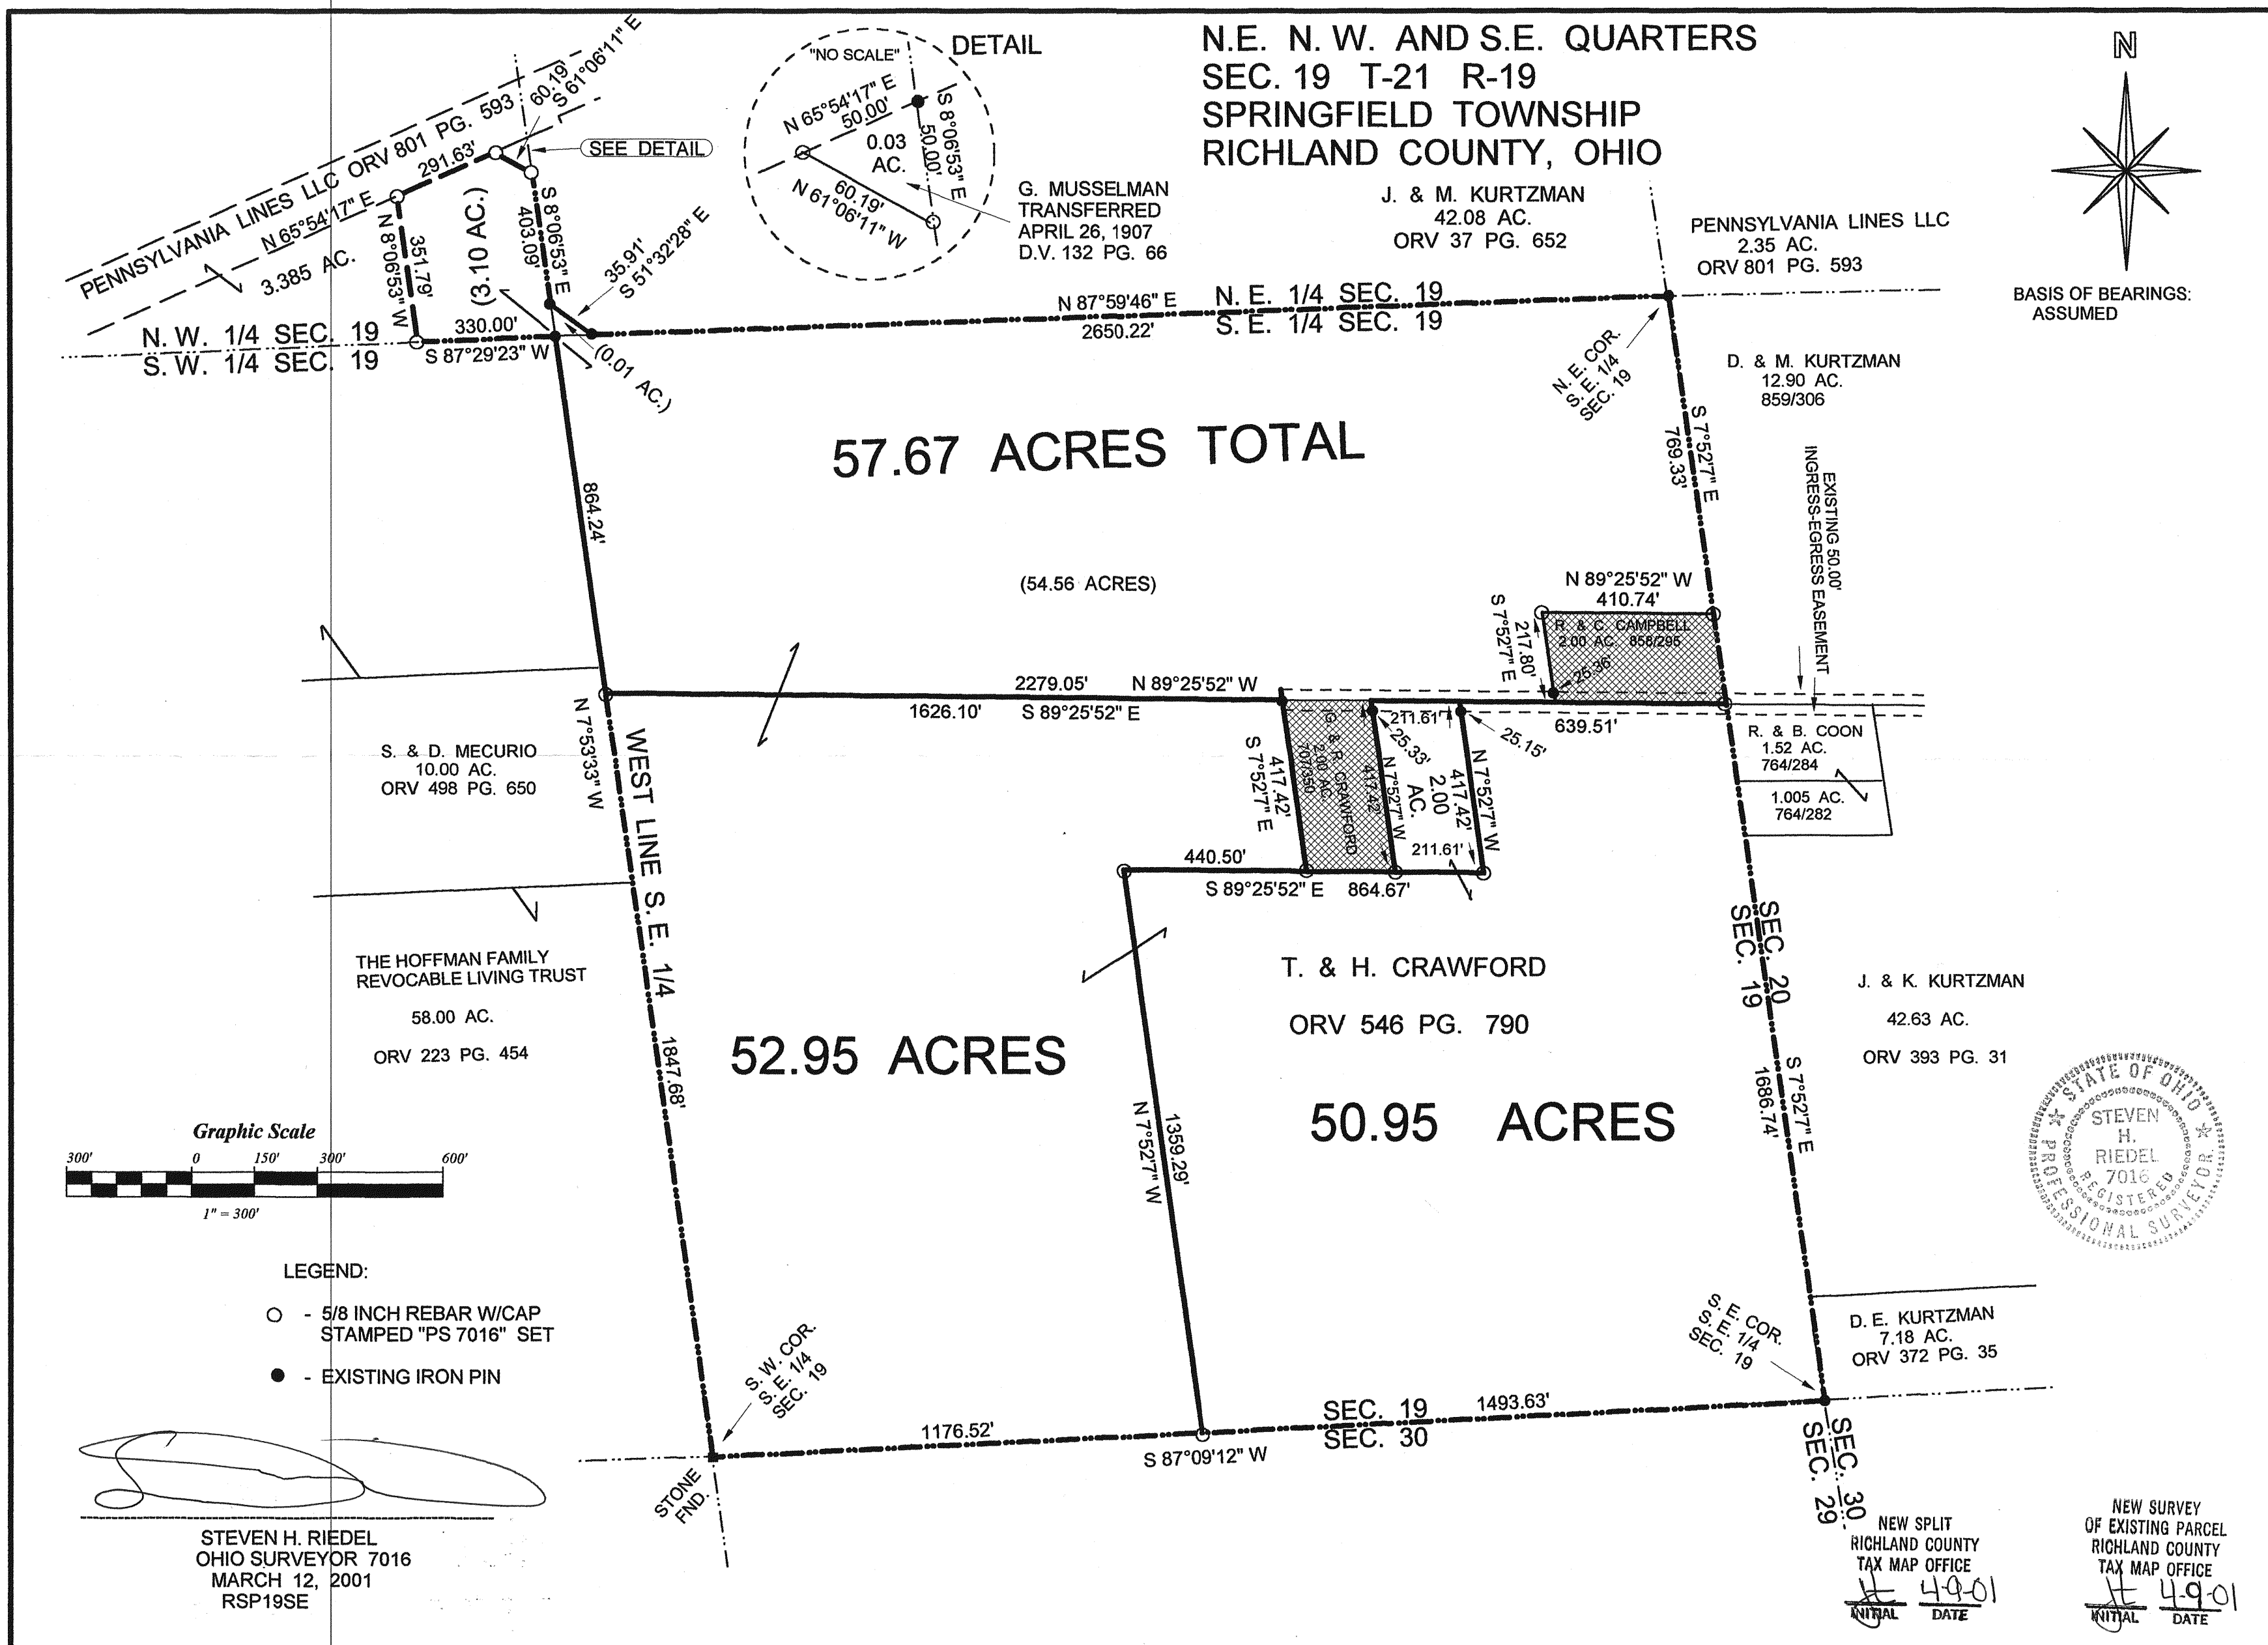 N.E. N. W. AND S.E. QUARTERS
SEC. 19 T-21 R-19
SPRINGFIELD TOWNSHIP
RICHLAND COUNTY, OHIO
N
BASIS OF BEARINGS:
ASSUMED
DETAIL
"NO SCALE"
N 65°54'17" E
50.00'
S 8°06'53" E
50.00'
0.03
AC.
60.19'
N 61°06'11" W
G. MUSSELMAN
TRANSFERRED
APRIL 26, 1907
D.V. 132 PG. 66
SEE DETAIL
60.19'
S 61°06'11" E
PENNSYLVANIA LINES LLC ORV 801 PG. 593
291.63'
N 65°54'17" E
3.385 AC.
N 8°06'53" W
351.79'
(3.10 AC.)
S 8°06'53" E
403.09'
35.91'
S 51°32'28" E
N. W. 1/4 SEC. 19
S. W. 1/4 SEC. 19
330.00'
S 87°29'23" W
(0.01 AC.)
J. & M. KURTZMAN
42.08 AC.
ORV 37 PG. 652
PENNSYLVANIA LINES LLC
2.35 AC.
ORV 801 PG. 593
N 87°59'46" E
2650.22'
N. E. 1/4 SEC. 19
S. E. 1/4 SEC. 19
N. E. COR.
S. E. 1/4
SEC. 19
D. & M. KURTZMAN
12.90 AC.
859/306
S 7°52'7" E
769.33'
EXISTING 50.00'
INGRESS-EGRESS EASEMENT
57.67 ACRES TOTAL
864.24'
(54.56 ACRES)
N 89°25'52" W
410.74'
S 7°52'7" E
217.80'
R. & C. CAMPBELL
2.00 AC. 858/295
25.36'
2279.05' N 89°25'52" W
1626.10' S 89°25'52" E
211.61'
25.33'
25.15'
639.51'
S 7°52'7" E
417.42'
G. & R. CRAWFORD
2.00 AC.
707/350
417.42'
N 7°52'7" W
2.00
AC.
417.42'
N 7°52'7" W
211.61'
R. & B. COON
1.52 AC.
764/284
1.005 AC.
764/282
S. & D. MECURIO
10.00 AC.
ORV 498 PG. 650
N 7°53'33" W
WEST LINE S. E. 1/4
1847.68'
440.50'
S 89°25'52" E
864.67'
THE HOFFMAN FAMILY
REVOCABLE LIVING TRUST
58.00 AC.
ORV 223 PG. 454
T. & H. CRAWFORD
ORV 546 PG. 790
52.95 ACRES
50.95 ACRES
1359.29'
N 7°52'7" W
SEC. 20
SEC. 19
S 7°52'7" E
1686.74'
J. & K. KURTZMAN
42.63 AC.
ORV 393 PG. 31
STATE OF OHIO
STEVEN
H.
RIEDEL
7016
REGISTERED
PROFESSIONAL SURVEYOR
Graphic Scale
300' 0 150' 300' 600'
1" = 300'
LEGEND:
- 5/8 INCH REBAR W/CAP
STAMPED "PS 7016" SET
- EXISTING IRON PIN
S. W. COR.
S. E. 1/4
SEC. 19
STONE
FND.
1176.52'
SEC. 19
SEC. 30
1493.63'
S 87°09'12" W
S. E. COR.
S. E. 1/4
SEC. 19
D. E. KURTZMAN
7.18 AC.
ORV 372 PG. 35
SEC. 30
SEC. 29
STEVEN H. RIEDEL
OHIO SURVEYOR 7016
MARCH 12, 2001
RSP19SE
NEW SPLIT
RICHLAND COUNTY
TAX MAP OFFICE
4-9-01
INITIAL DATE
NEW SURVEY
OF EXISTING PARCEL
RICHLAND COUNTY
TAX MAP OFFICE
4-9-01
INITIAL DATE